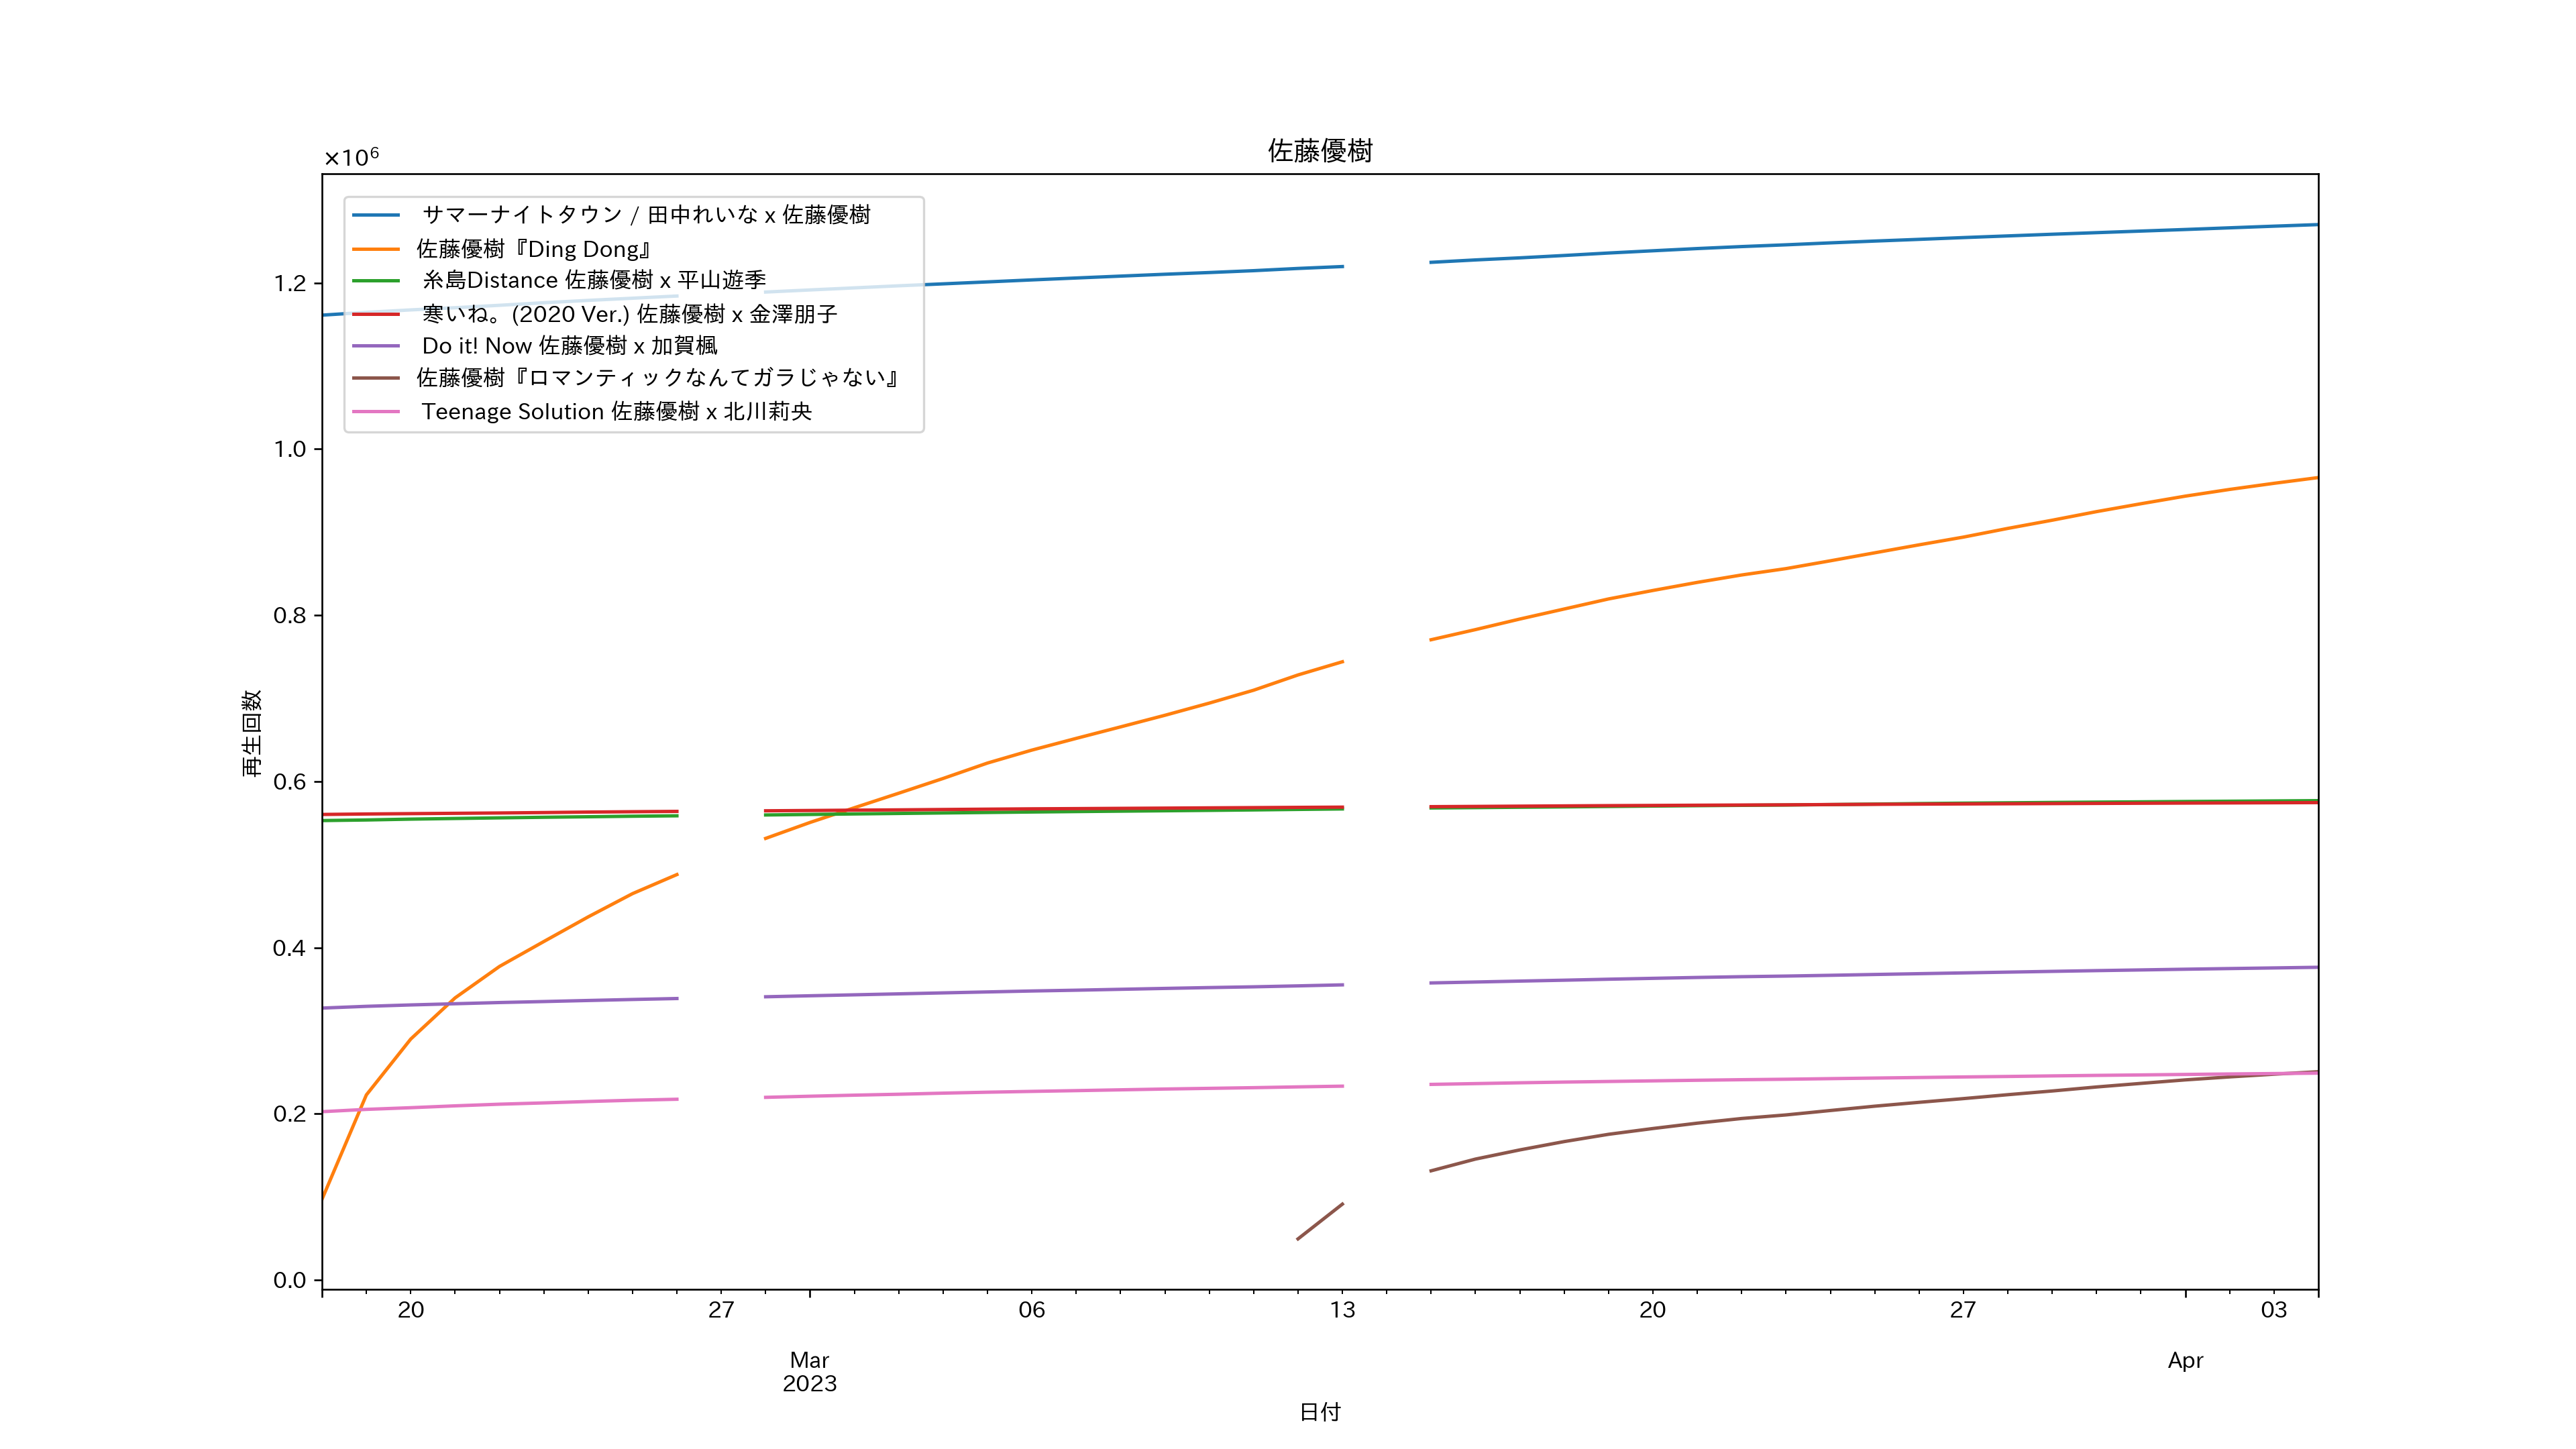 佐藤優樹
×10⁶
サマーナイトタウン / 田中れいな x 佐藤優樹
佐藤優樹『Ding Dong』
糸島Distance 佐藤優樹 x 平山遊季
寒いね。(2020 Ver.) 佐藤優樹 x 金澤朋子
Do it! Now 佐藤優樹 x 加賀楓
佐藤優樹『ロマンティックなんてガラじゃない』
Teenage Solution 佐藤優樹 x 北川莉央
1.2
1.0
0.8
0.6
0.4
0.2
0.0
再生回数
20 27 06 13 20 27 03
Mar Apr
2023
日付